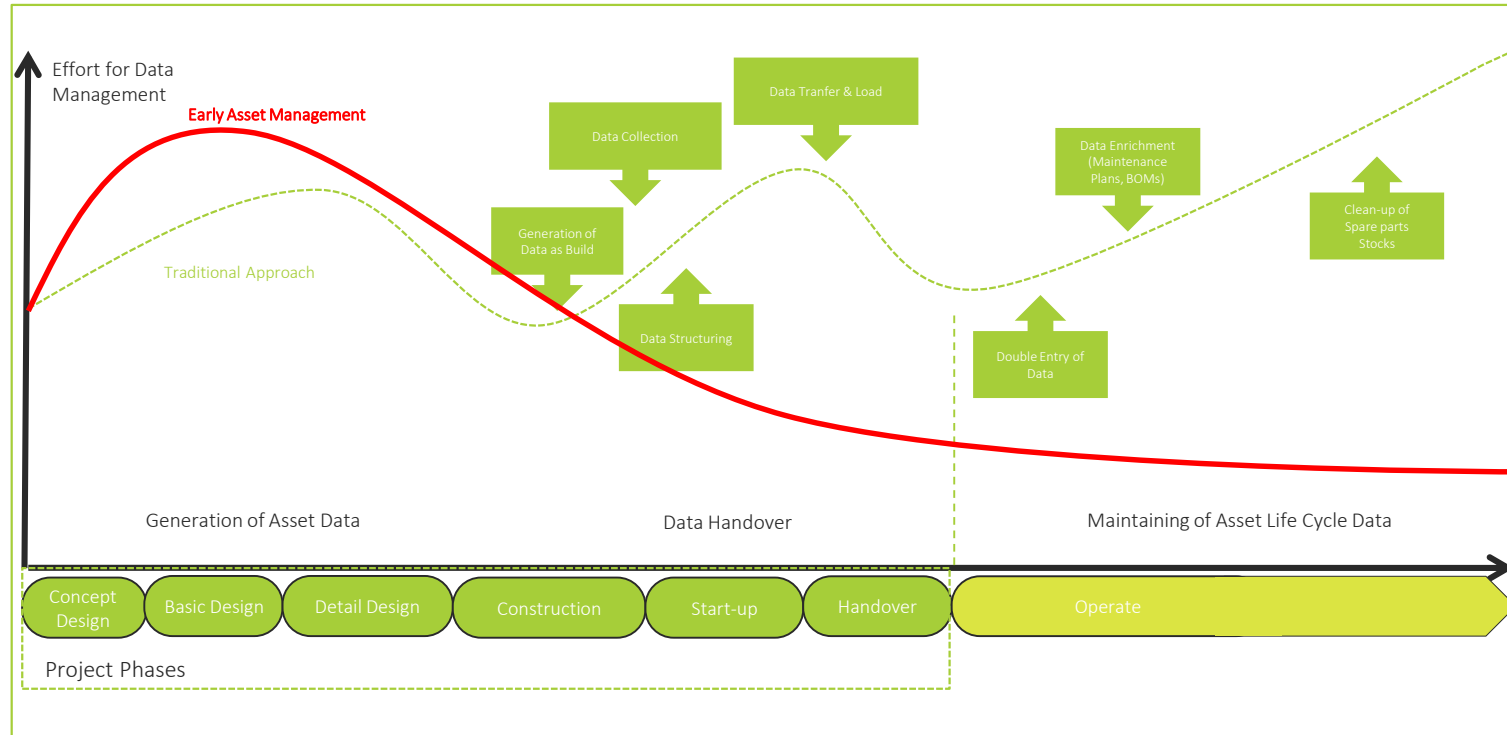 Effort for Data
Management
Early Asset Management
Traditional Approach
Data Collection
Data Tranfer & Load
Generation of
Data as Build
Data Structuring
Data Enrichment
(Maintenance
Plans, BOMs)
Double Entry of
Data
Clean-up of
Spare parts
Stocks
Generation of Asset Data
Data Handover
Maintaining of Asset Life Cycle Data
Concept
Design
Basic Design
Detail Design
Construction
Start-up
Handover
Operate
Project Phases